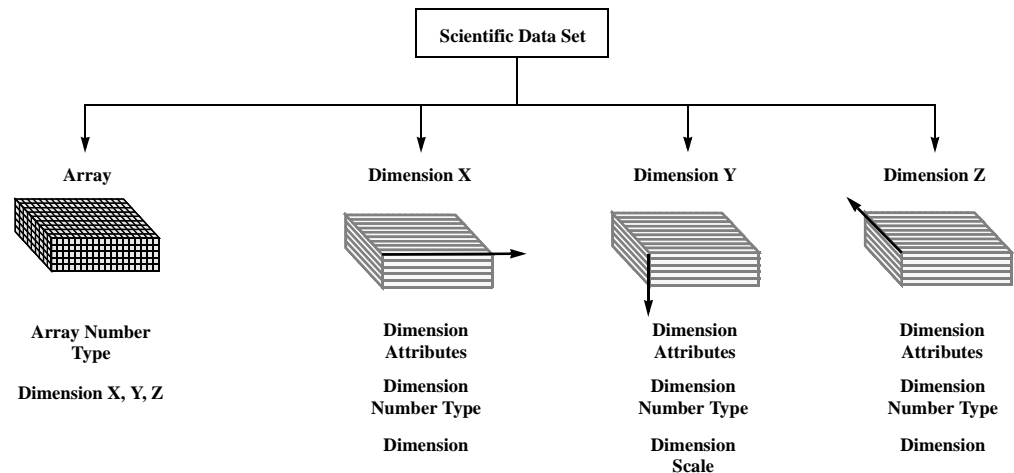 Scientific Data Set
Array
Dimension X
Dimension Y
Dimension Z
Array Number
Type
Dimension X, Y, Z
Dimension
Attributes
Dimension
Number Type
Dimension
Dimension
Attributes
Dimension
Number Type
Dimension
Scale
Dimension
Attributes
Dimension
Number Type
Dimension